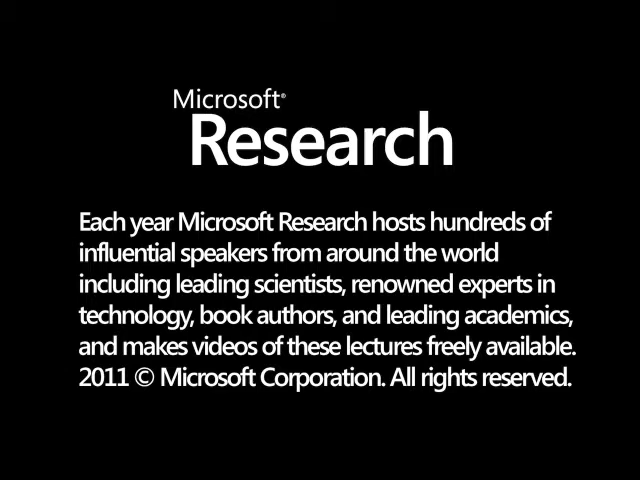 Microsoft®
Research
Each year Microsoft Research hosts hundreds of
influential speakers from around the world
including leading scientists, renowned experts in
technology, book authors, and leading academics,
and makes videos of these lectures freely available.
2011 © Microsoft Corporation. All rights reserved.